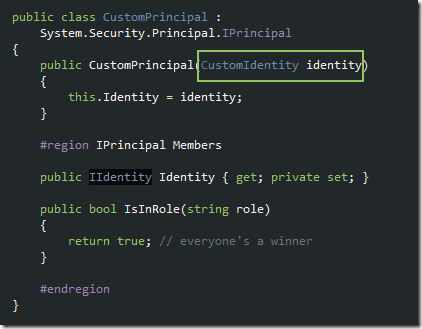 public class CustomPrincipal :
    System.Security.Principal.IPrincipal
{
    public CustomPrincipal(CustomIdentity identity)
    {
        this.Identity = identity;
    }

    #region IPrincipal Members

    public IIdentity Identity { get; private set; }

    public bool IsInRole(string role)
    {
        return true; // everyone's a winner
    }

    #endregion
}